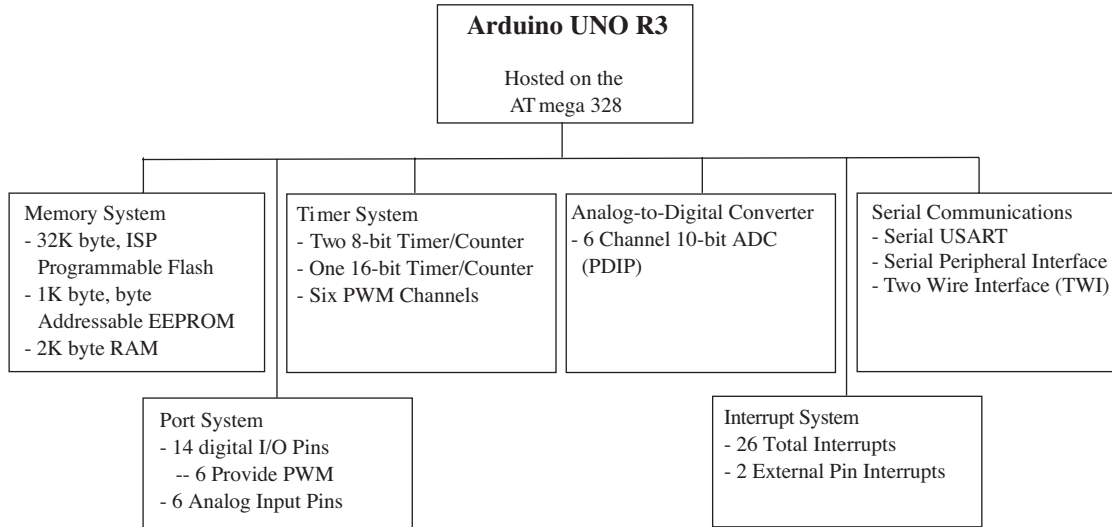 Arduino UNO R3
Hosted on the
ATmega 328
Memory System
- 32K byte, ISP
Programmable Flash
- 1K byte, byte
Addressable EEPROM
- 2K byte RAM
Timer System
- Two 8-bit Timer/Counter
- One 16-bit Timer/Counter
- Six PWM Channels
Analog-to-Digital Converter
- 6 Channel 10-bit ADC
(PDIP)
Serial Communications
- Serial USART
- Serial Peripheral Interface
- Two Wire Interface (TWI)
Port System
- 14 digital I/O Pins
-- 6 Provide PWM
- 6 Analog Input Pins
Interrupt System
- 26 Total Interrupts
- 2 External Pin Interrupts